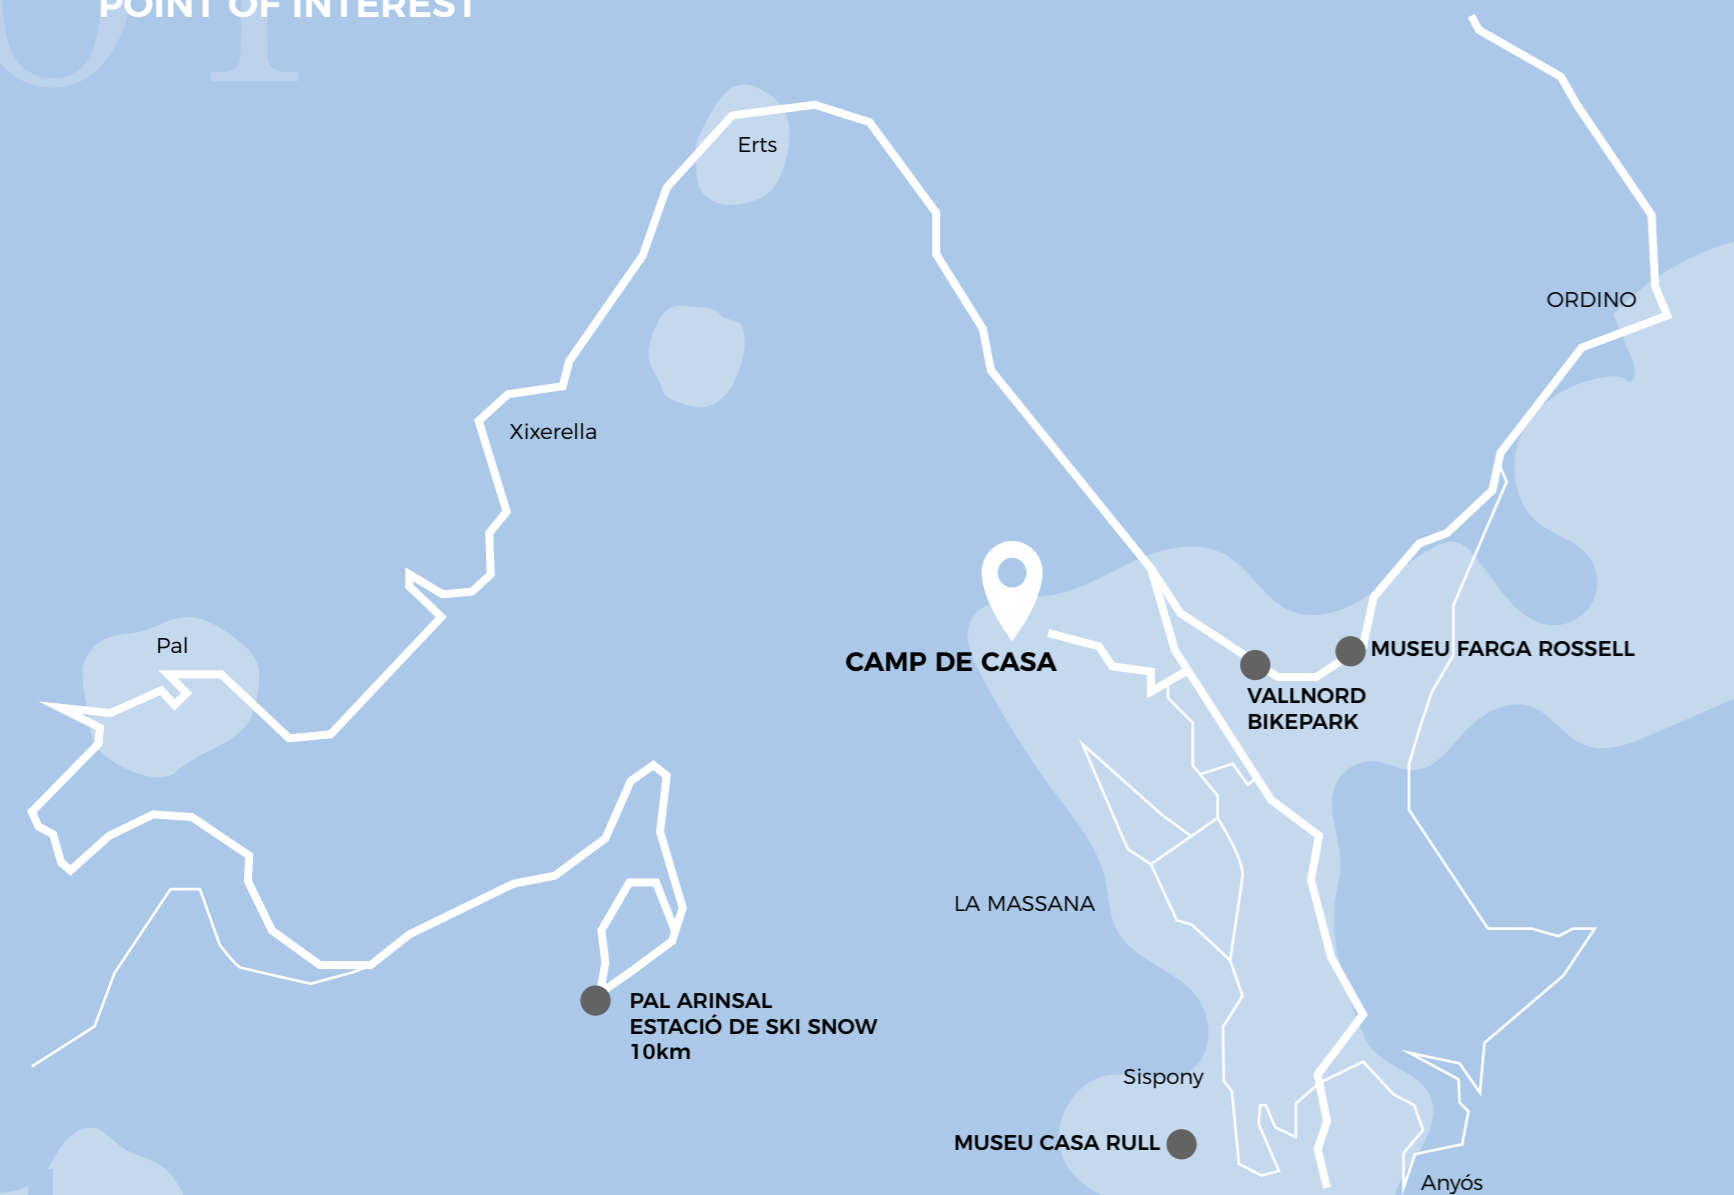 POINT OF INTEREST
Erts
ORDINO
Xixerella
Pal
CAMP DE CASA
MUSEU FARGA ROSSELL
VALLNORD
BIKEPARK
LA MASSANA
PAL ARINSAL
ESTACIÓ DE SKI SNOW
10km
Sispony
MUSEU CASA RULL
Anyós